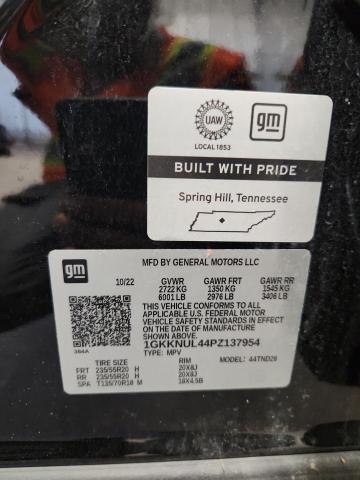 UAW
gm
LOCAL 1853
BUILT WITH PRIDE
Spring Hill, Tennessee
gm
MFD BY GENERAL MOTORS LLC
10/22 GVWR GAWR FRT GAWR RR
2722 KG 1350 KG 1545 KG
6001 LB 2976 LB 3406 LB
THIS VEHICLE CONFORMS TO ALL
APPLICABLE U.S. FEDERAL MOTOR
VEHICLE SAFETY STANDARDS IN EFFECT
ON THE DATE OF MANUFACTURE
SHOWN ABOVE.
1GKKNUL44PZ137954
384A
TYPE: MPV MODEL: 44TND26
TIRE SIZE RIM
FRT 235/55R20 H 20X8J
RR 235/55R20 H 20X8J
SPA T135/70R18 M 18X4.5B